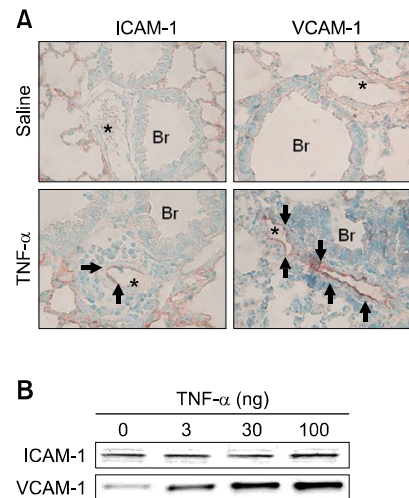 A
ICAM-1 VCAM-1
Saline
* Br
Br *
TNF-α
Br *
* Br
B
TNF-α (ng)
0 3 30 100
ICAM-1
VCAM-1